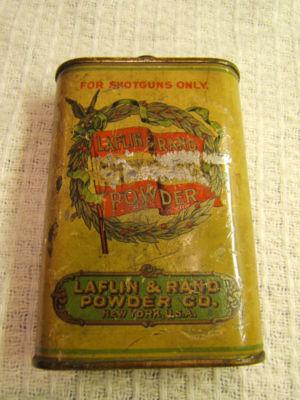 FOR SHOTGUNS ONLY.
LAFLIN & RAND
POWDER
LAFLIN & RAND
POWDER CO.
NEW YORK, U.S.A.